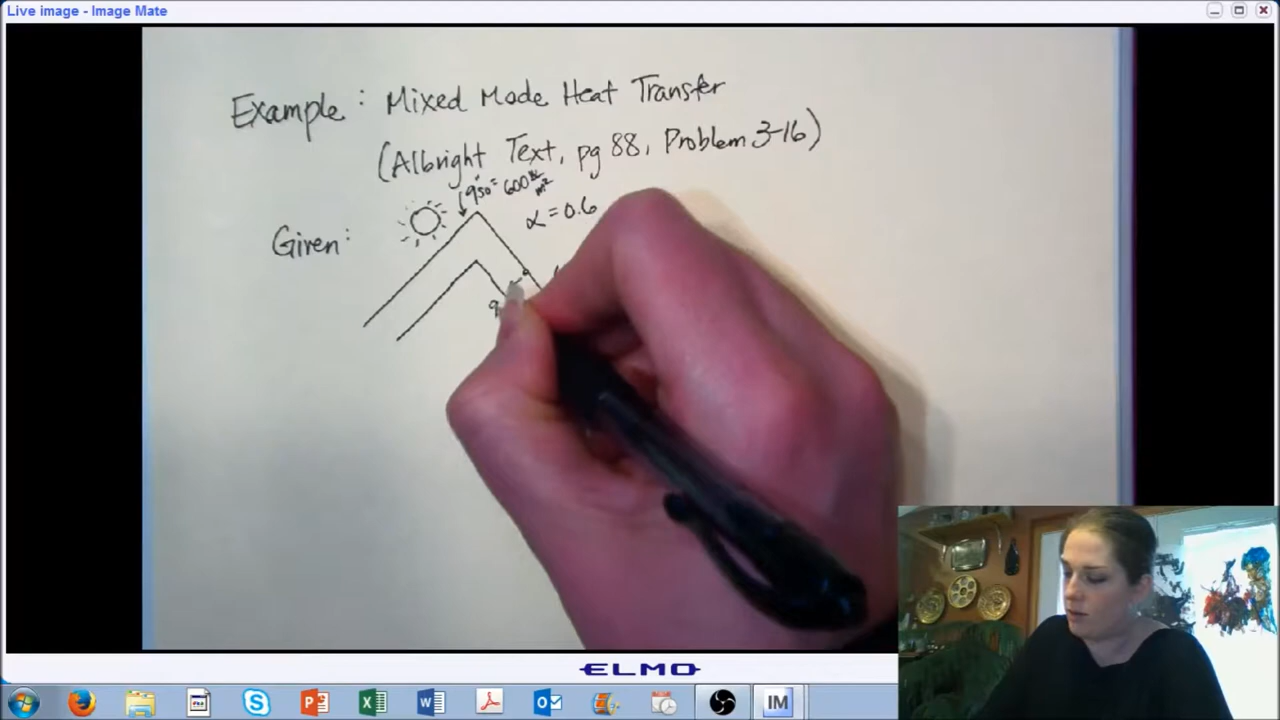 Live image - Image Mate
Example: Mixed Mode Heat Transfer
(Albright Text, pg 88, Problem 3-16)
q"so = 600 W/m²
α = 0.6
Given:
q
ELMO
P
X
W
O
IM